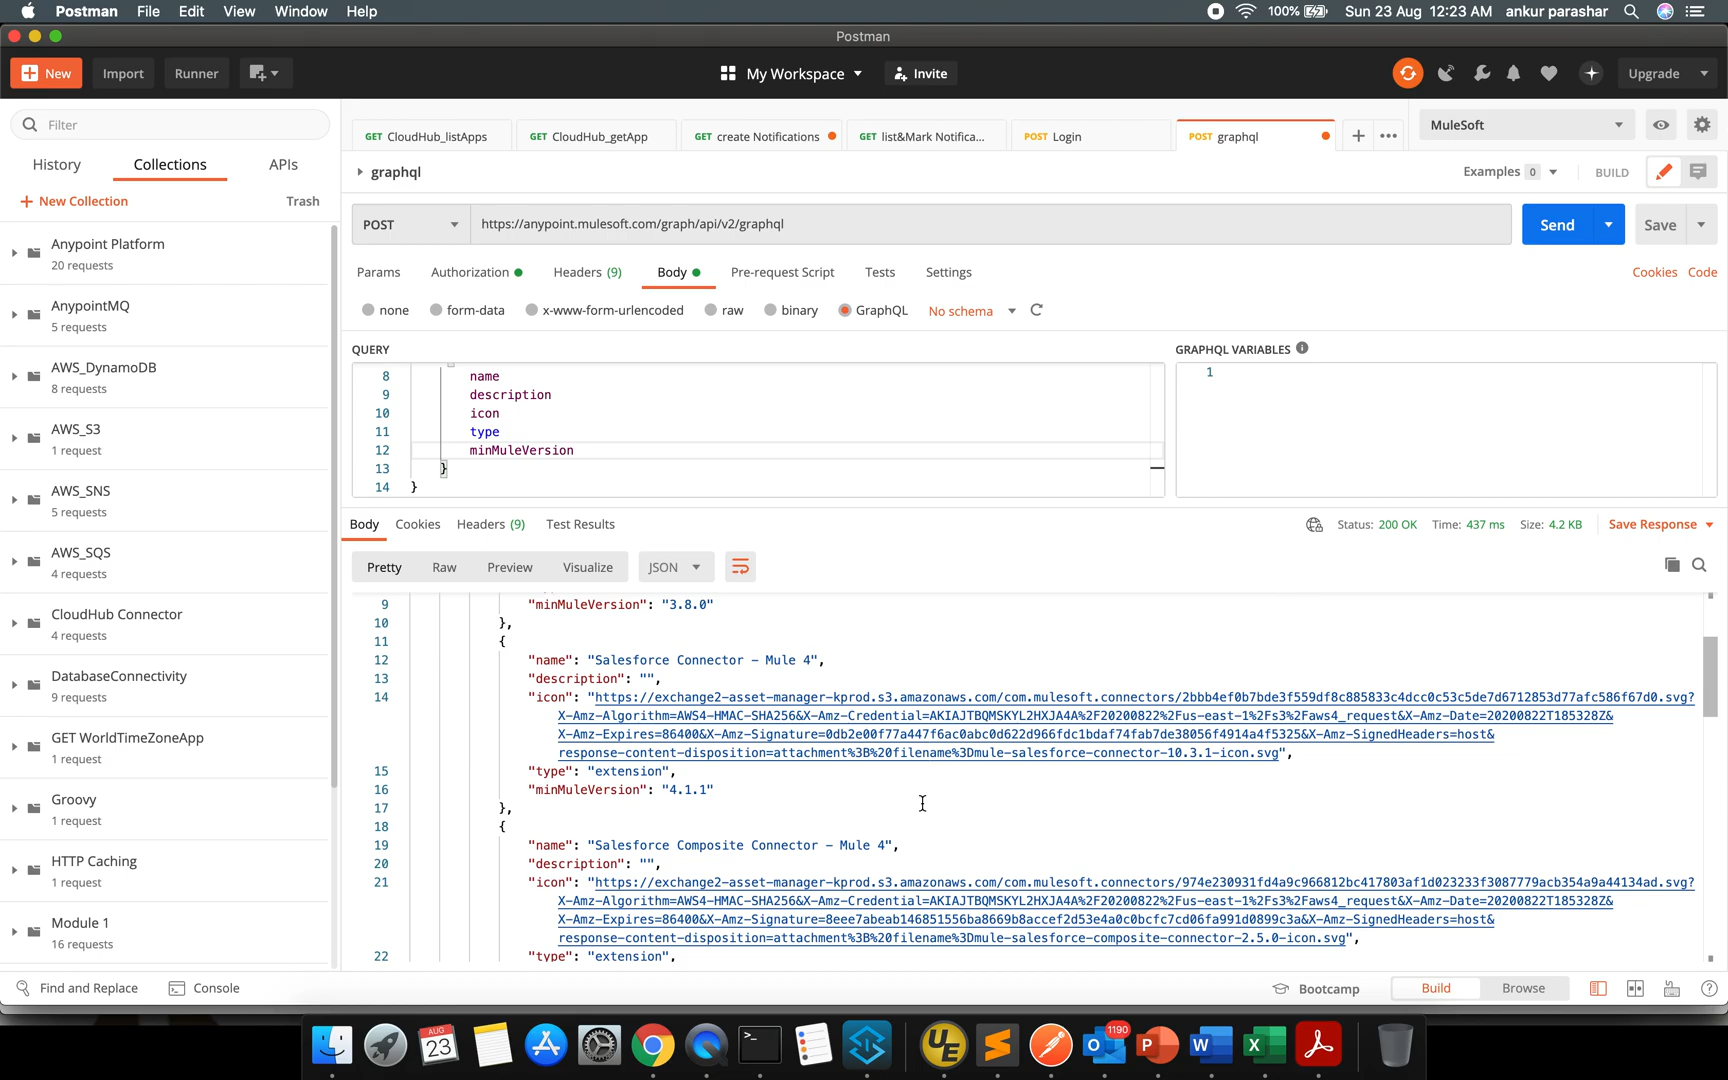 Postman File Edit View Window Help 100% Sun 23 Aug 12:23 AM ankur parashar
Postman
New Import Runner My Workspace Invite Upgrade
Filter
History Collections APIs
+ New Collection Trash
Anypoint Platform
20 requests
AnypointMQ
5 requests
AWS_DynamoDB
8 requests
AWS_S3
1 request
AWS_SNS
5 requests
AWS_SQS
4 requests
CloudHub Connector
4 requests
DatabaseConnectivity
9 requests
GET WorldTimeZoneApp
1 request
Groovy
1 request
HTTP Caching
1 request
Module 1
16 requests
GET CloudHub_listApps GET CloudHub_getApp GET create Notifications GET list&Mark Notifica... POST Login POST graphql MuleSoft
graphql Examples 0 BUILD
POST https://anypoint.mulesoft.com/graph/api/v2/graphql Send Save
Params Authorization Headers (9) Body Pre-request Script Tests Settings Cookies Code
none form-data x-www-form-urlencoded raw binary GraphQL No schema
QUERY GRAPHQL VARIABLES
8 name
9 description
10 icon
11 type
12 minMuleVersion
13 }
14 }
1
Body Cookies Headers (9) Test Results Status: 200 OK Time: 437 ms Size: 4.2 KB Save Response
Pretty Raw Preview Visualize JSON
9 "minMuleVersion": "3.8.0"
10 },
11 {
12 "name": "Salesforce Connector – Mule 4",
13 "description": "",
14 "icon": "https://exchange2-asset-manager-kprod.s3.amazonaws.com/com.mulesoft.connectors/2bbb4ef0b7bde3f559df8c885833c4dcc0c53c5de7d6712853d77afc586f67d0.svg?
X-Amz-Algorithm=AWS4-HMAC-SHA256&X-Amz-Credential=AKIAJTBQMSKYL2HXJA4A%2F20200822%2Fus-east-1%2Fs3%2Faws4_request&X-Amz-Date=20200822T185328Z&
X-Amz-Expires=86400&X-Amz-Signature=0db2e00f77a447f6ac0abc0d622d966fdc1bdaf74fab7de38056f4914a4f5325&X-Amz-SignedHeaders=host&
response-content-disposition=attachment%3B%20filename%3Dmule-salesforce-connector-10.3.1-icon.svg",
15 "type": "extension",
16 "minMuleVersion": "4.1.1"
17 },
18 {
19 "name": "Salesforce Composite Connector – Mule 4",
20 "description": "",
21 "icon": "https://exchange2-asset-manager-kprod.s3.amazonaws.com/com.mulesoft.connectors/974e230931fd4a9c966812bc417803af1d023233f3087779acb354a9a44134ad.svg?
X-Amz-Algorithm=AWS4-HMAC-SHA256&X-Amz-Credential=AKIAJTBQMSKYL2HXJA4A%2F20200822%2Fus-east-1%2Fs3%2Faws4_request&X-Amz-Date=20200822T185328Z&
X-Amz-Expires=86400&X-Amz-Signature=8eee7abeab146851556ba8669b8accef2d53e4a0c0bcfc7cd06fa991d0899c3a&X-Amz-SignedHeaders=host&
response-content-disposition=attachment%3B%20filename%3Dmule-salesforce-composite-connector-2.5.0-icon.svg",
22 "type": "extension",
Find and Replace Console Bootcamp Build Browse
AUG
23
1190